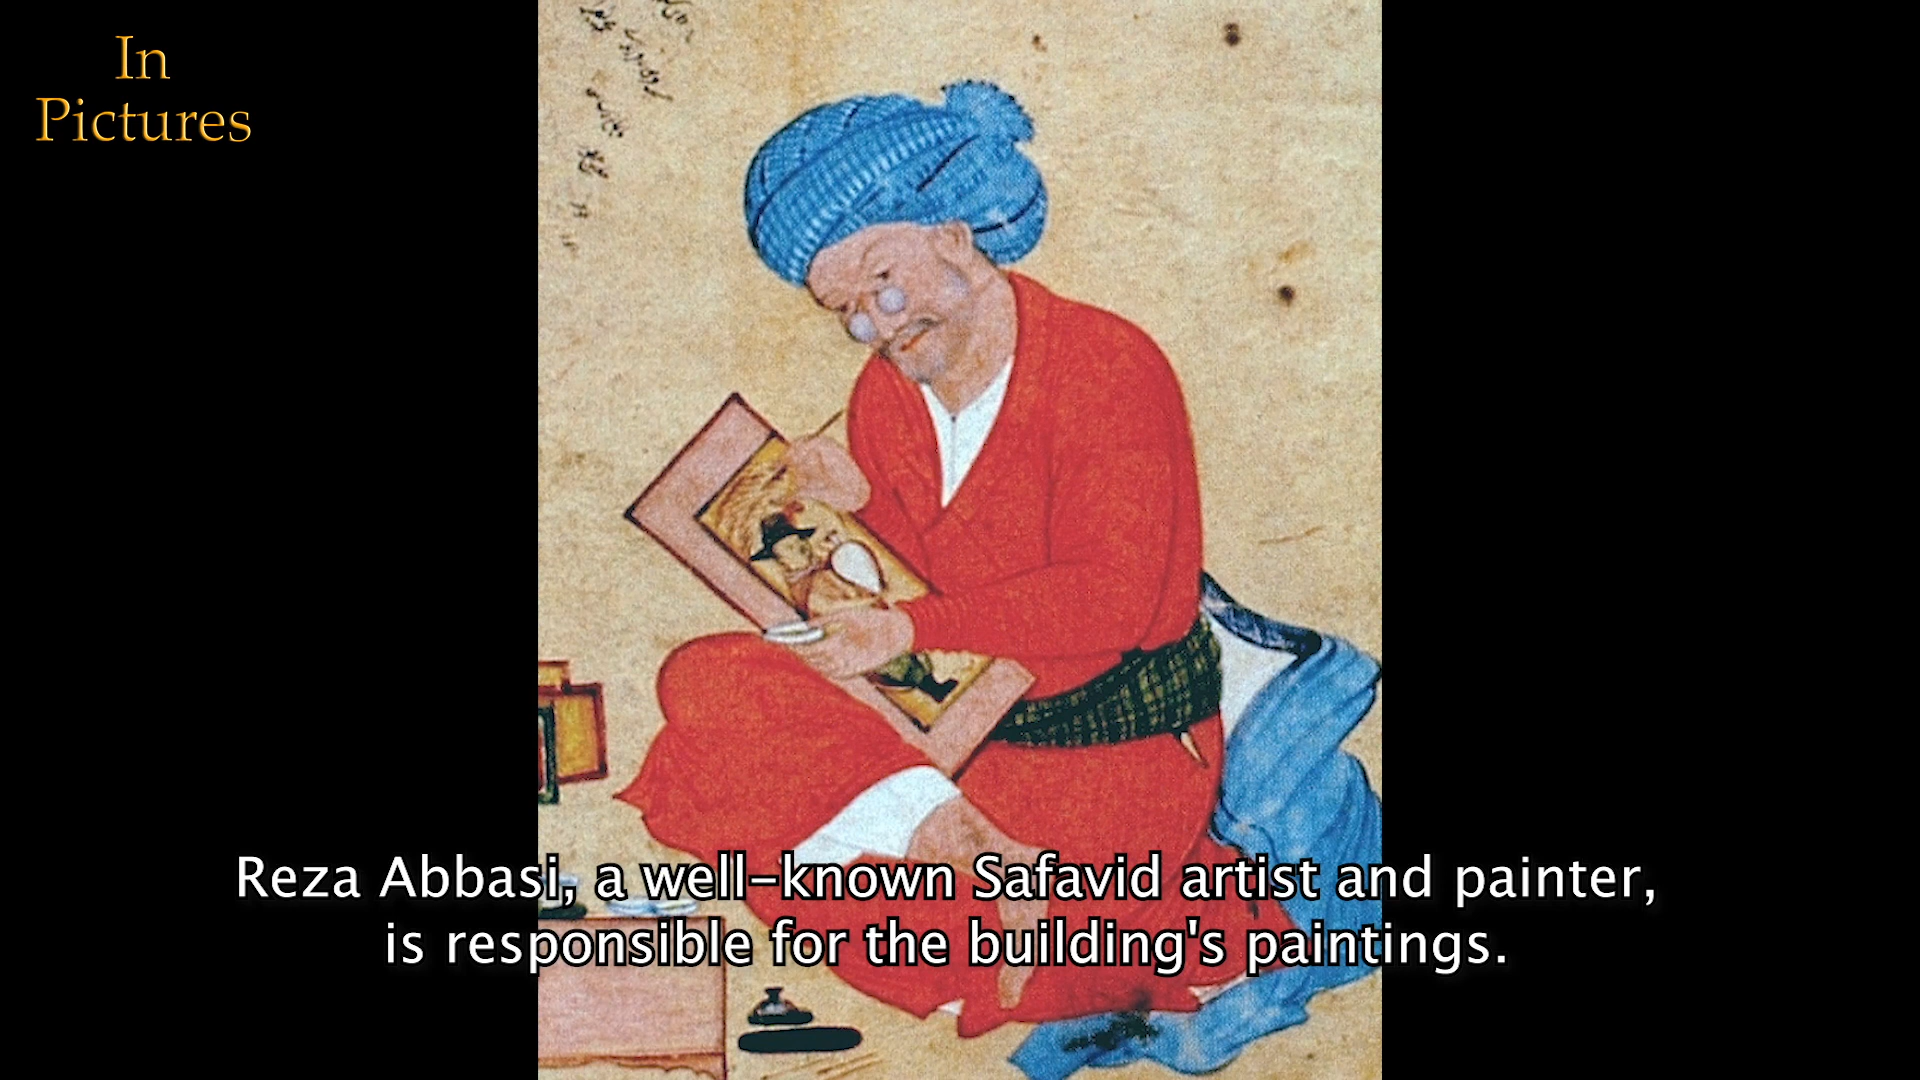 In
Pictures
Reza Abbasi, a well-known Safavid artist and painter,
is responsible for the building's paintings.